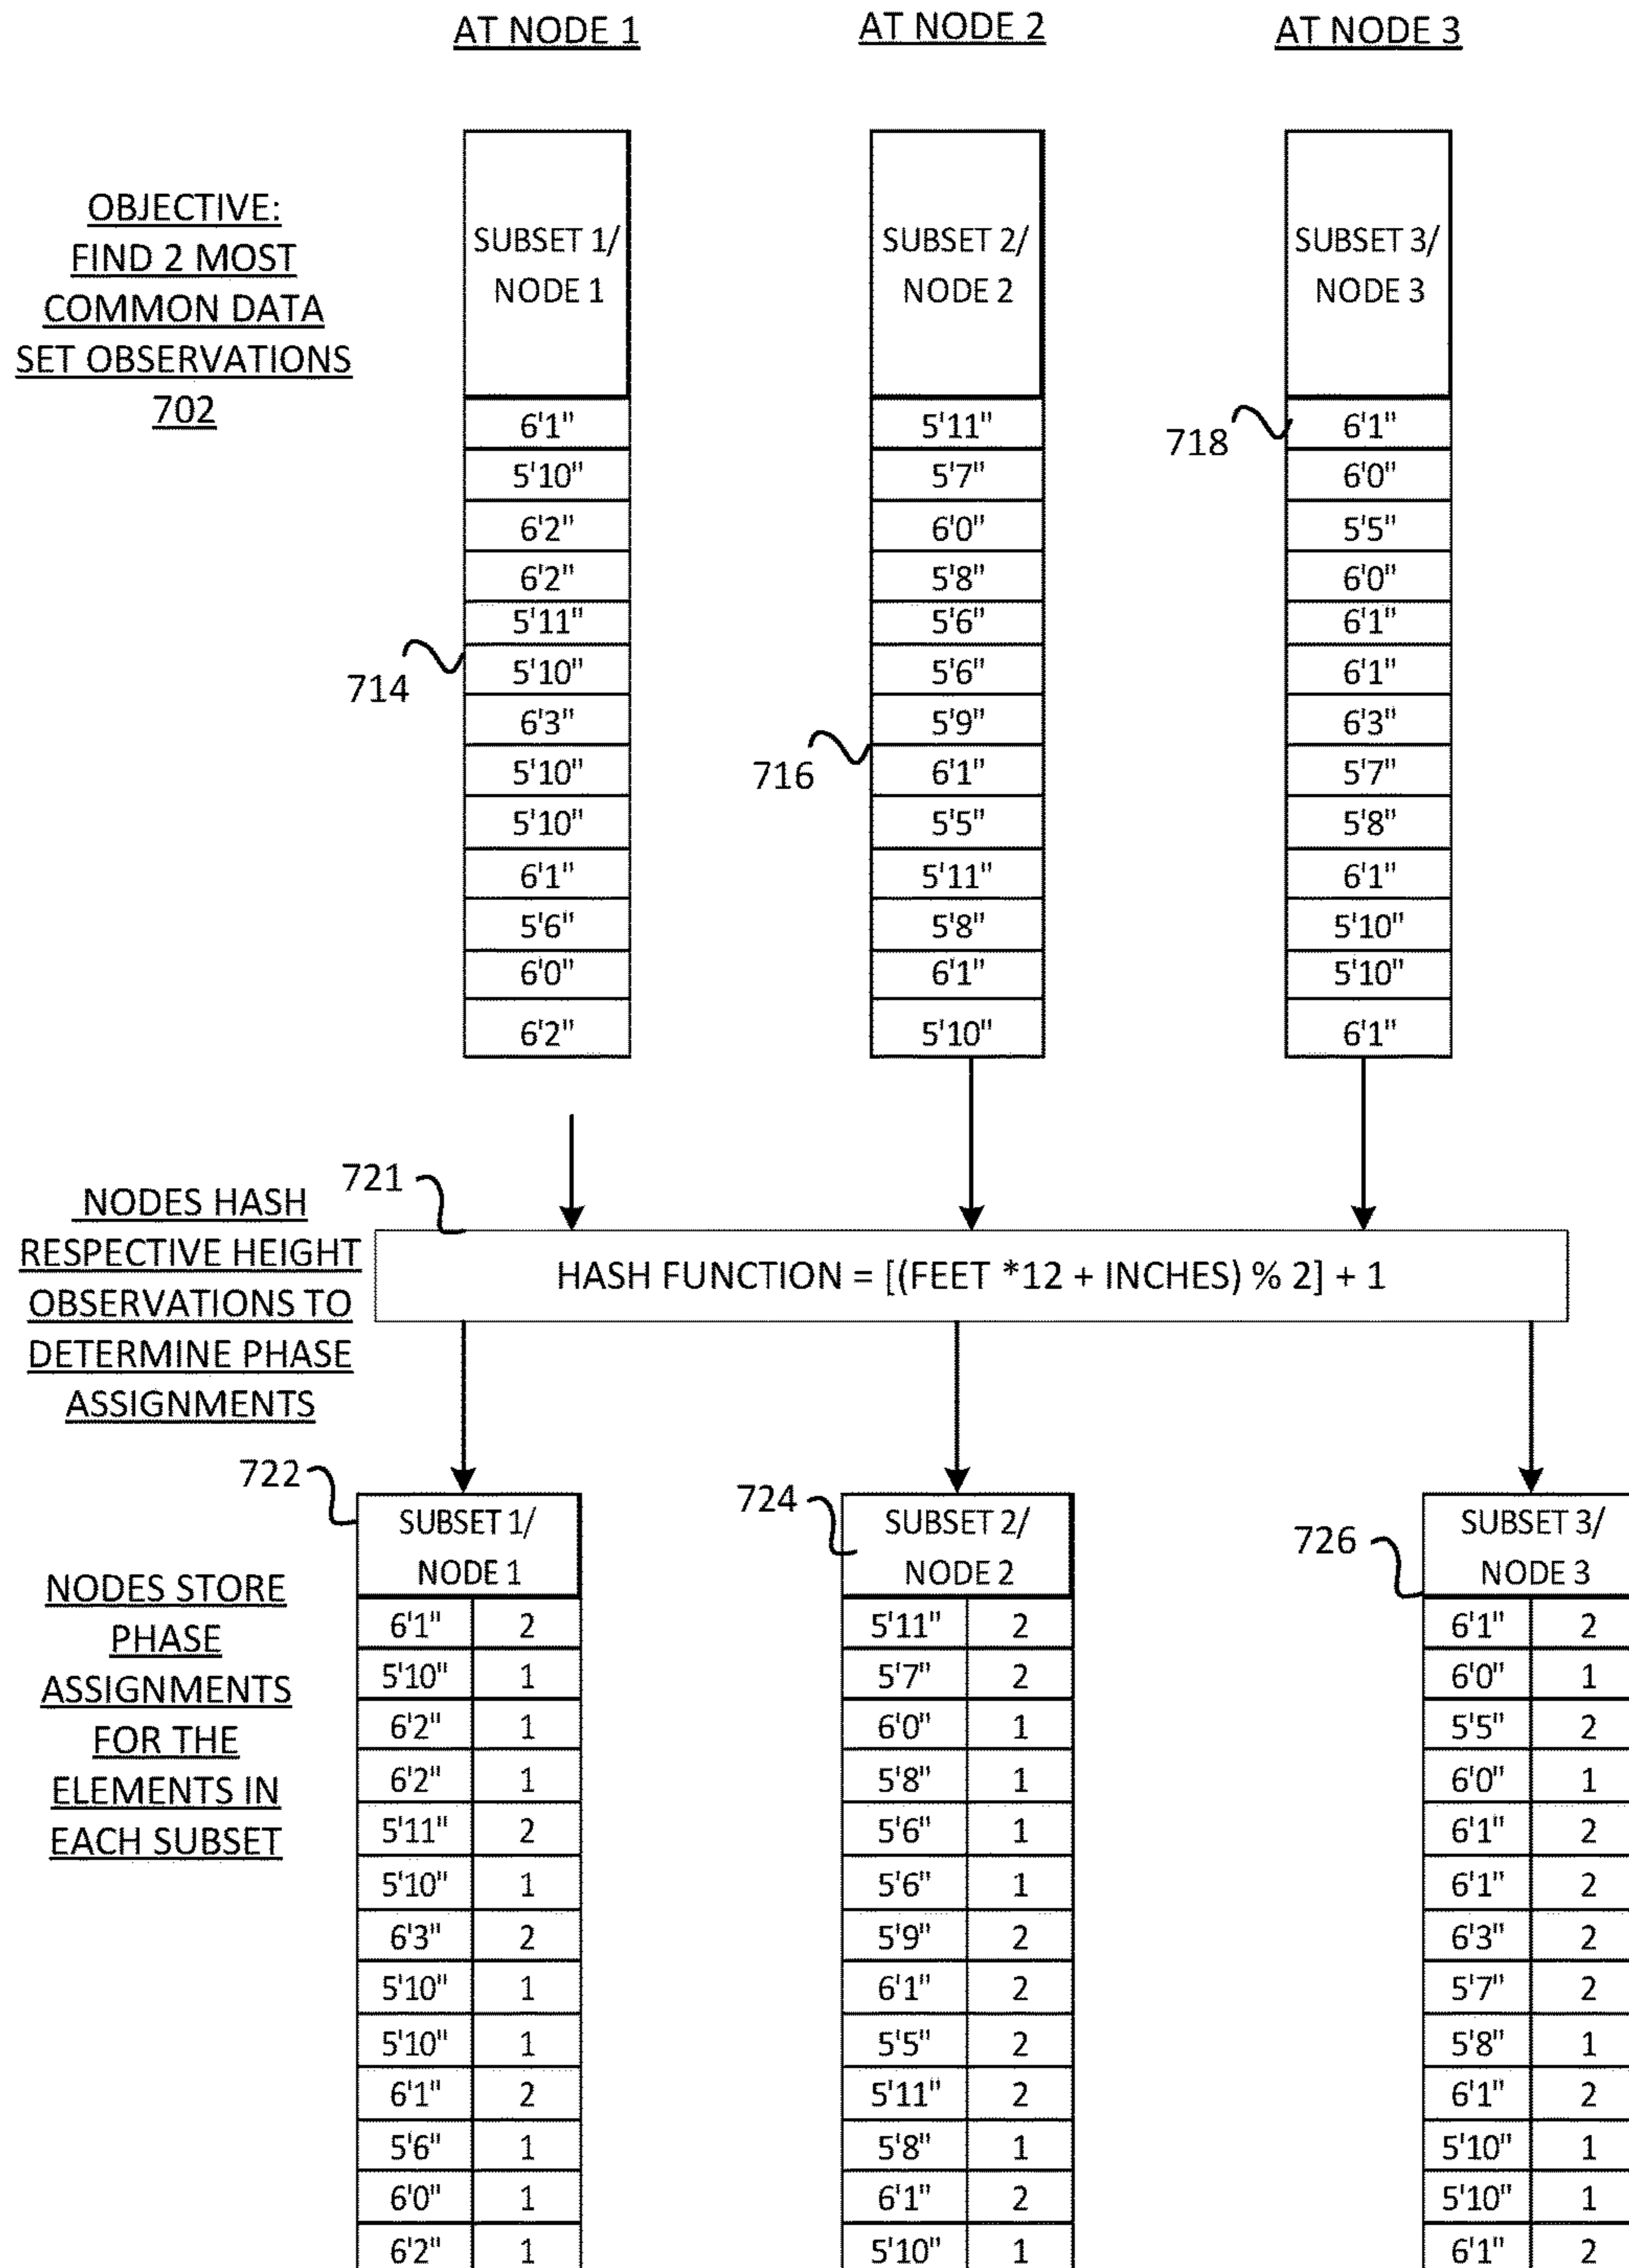 AT NODE 1
AT NODE 2
AT NODE 3
OBJECTIVE:
FIND 2 MOST
COMMON DATA
SET OBSERVATIONS
702
SUBSET 1/
NODE 1
6'1"
5'10"
6'2"
6'2"
5'11"
5'10"
6'3"
5'10"
5'10"
6'1"
5'6"
6'0"
6'2"
714
SUBSET 2/
NODE 2
5'11"
5'7"
6'0"
5'8"
5'6"
5'6"
5'9"
6'1"
5'5"
5'11"
5'8"
6'1"
5'10"
716
SUBSET 3/
NODE 3
6'1"
6'0"
5'5"
6'0"
6'1"
6'1"
6'3"
5'7"
5'8"
6'1"
5'10"
5'10"
6'1"
718
NODES HASH
RESPECTIVE HEIGHT
OBSERVATIONS TO
DETERMINE PHASE
ASSIGNMENTS
721
HASH FUNCTION = [(FEET *12 + INCHES) % 2] + 1
NODES STORE
PHASE
ASSIGNMENTS
FOR THE
ELEMENTS IN
EACH SUBSET
722
SUBSET 1/
NODE 1
6'1" 2
5'10" 1
6'2" 1
6'2" 1
5'11" 2
5'10" 1
6'3" 2
5'10" 1
5'10" 1
6'1" 2
5'6" 1
6'0" 1
6'2" 1
724
SUBSET 2/
NODE 2
5'11" 2
5'7" 2
6'0" 1
5'8" 1
5'6" 1
5'6" 1
5'9" 2
6'1" 2
5'5" 2
5'11" 2
5'8" 1
6'1" 2
5'10" 1
726
SUBSET 3/
NODE 3
6'1" 2
6'0" 1
5'5" 2
6'0" 1
6'1" 2
6'1" 2
6'3" 2
5'7" 2
5'8" 1
6'1" 2
5'10" 1
5'10" 1
6'1" 2